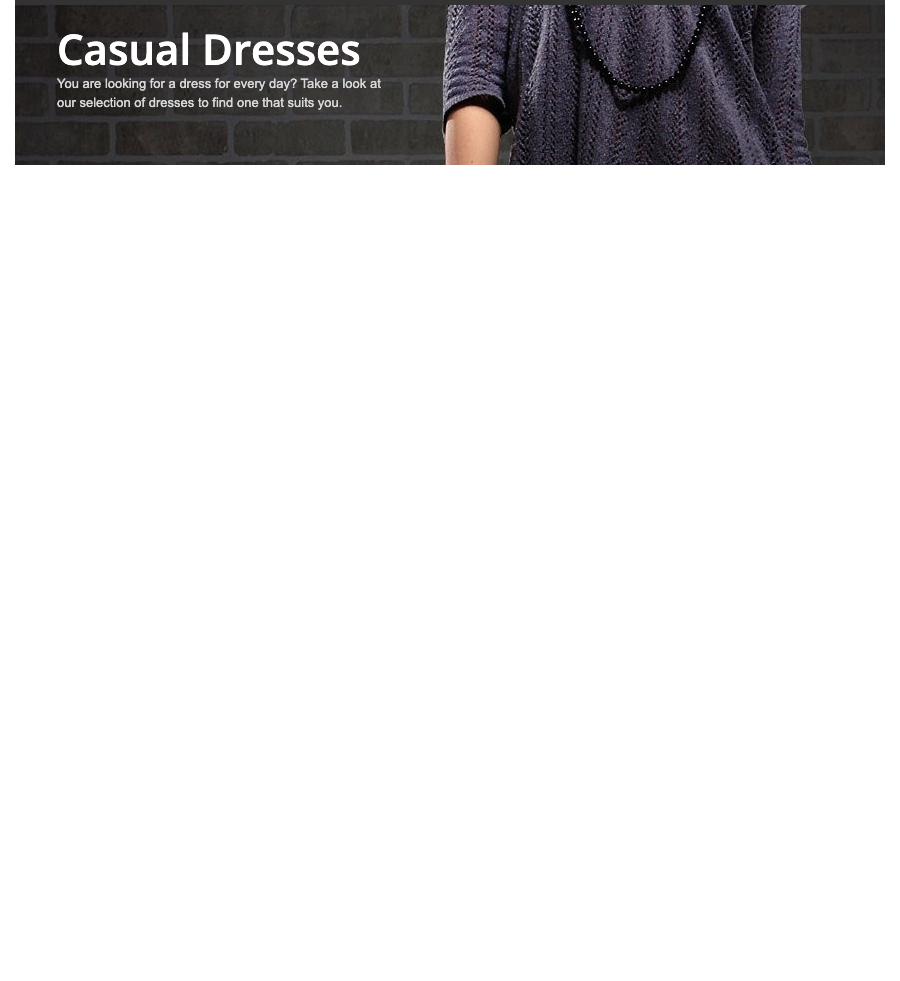 Casual Dresses
You are looking for a dress for every day? Take a look at
our selection of dresses to find one that suits you.